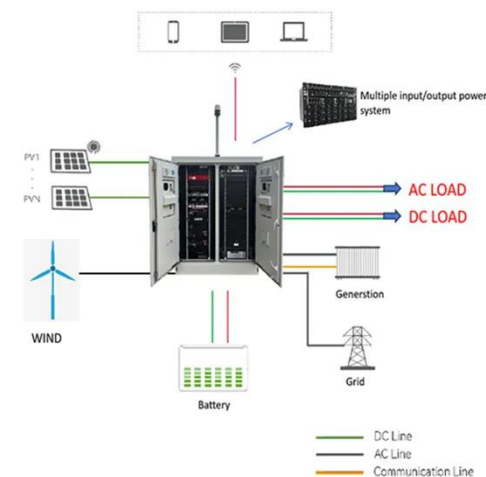 Multiple input/output power
system
PV1
PVN
AC LOAD
DC LOAD
WIND
Generstion
Grid
Battery
DC Line
AC Line
Communication Line